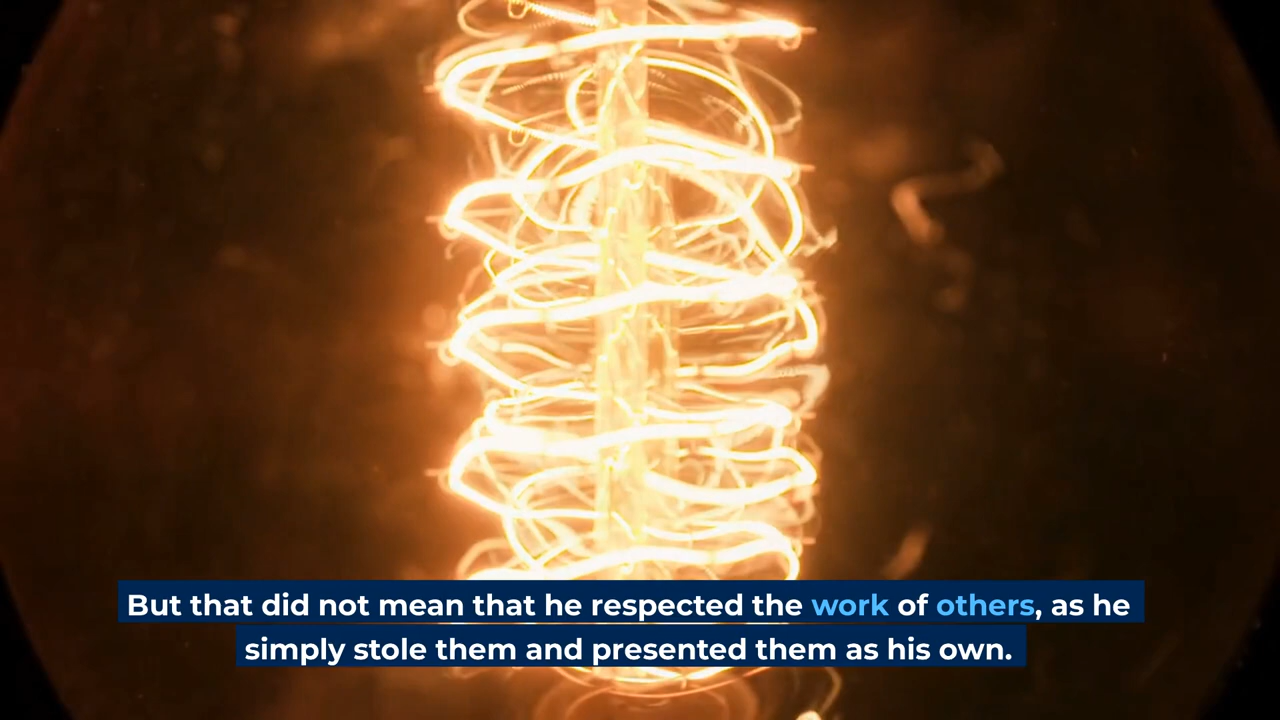 But that did not mean that he respected the work of others, as he
simply stole them and presented them as his own.